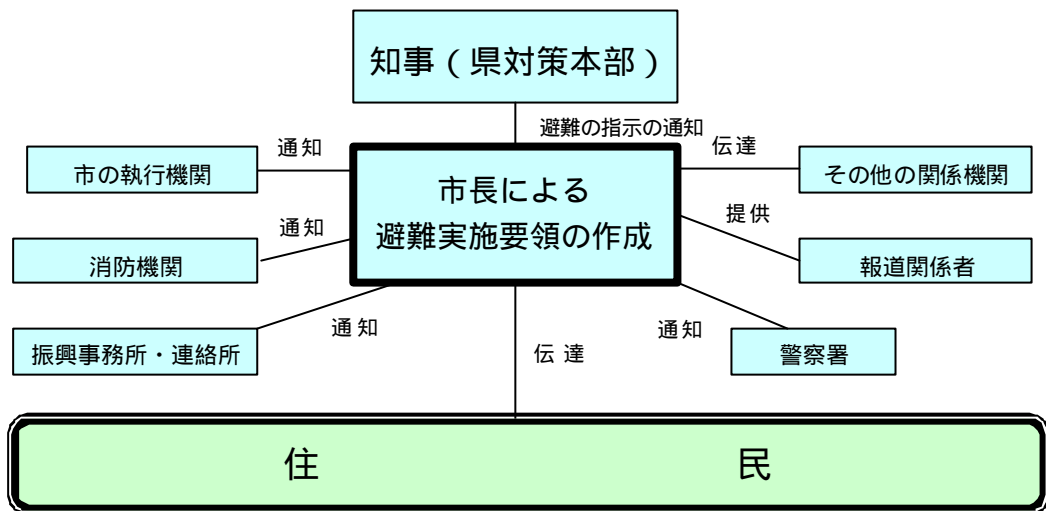 知事（県対策本部）
避難の指示の通知
通知
伝達
市の執行機関
市長による
避難実施要領の作成
その他の関係機関
通知
提供
消防機関
報道関係者
通知
通知
振興事務所・連絡所
伝達
警察署
住民